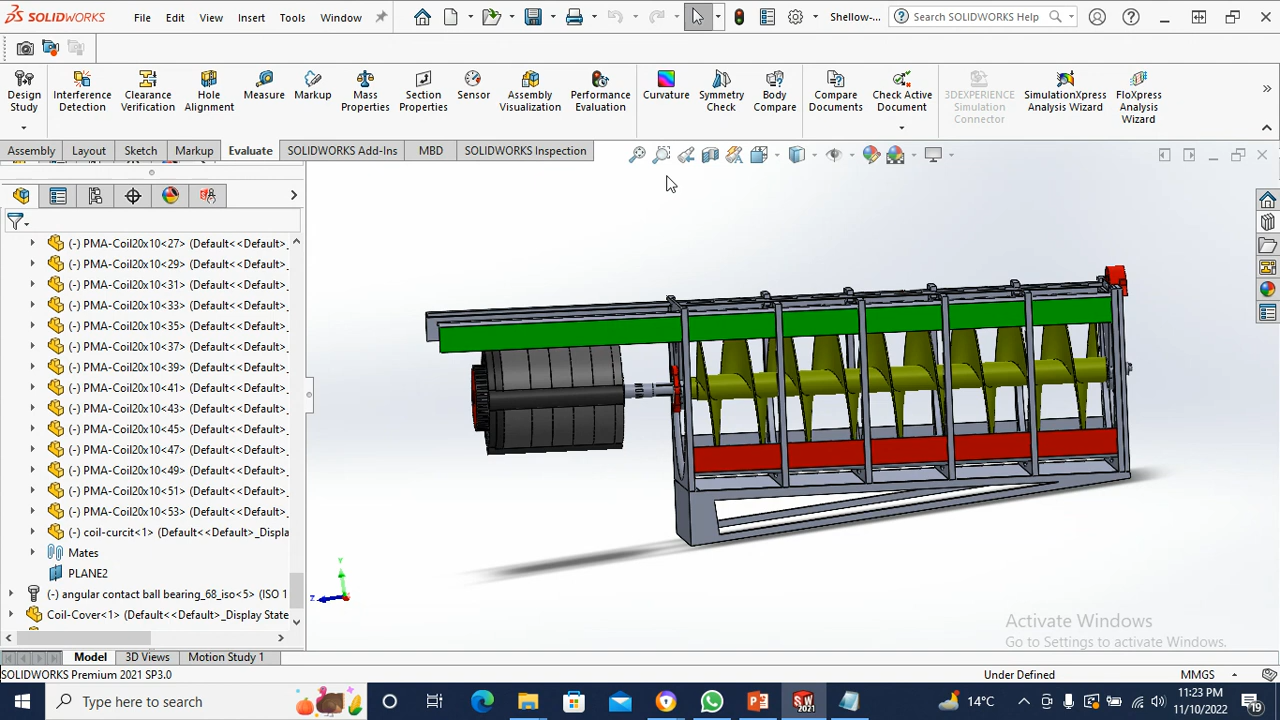 SOLIDWORKS File Edit View Insert Tools Window Shellow-... Search SOLIDWORKS Help
Design Study
Interference Detection
Clearance Verification
Hole Alignment
Measure
Markup
Mass Properties
Section Properties
Sensor
Assembly Visualization
Performance Evaluation
Curvature
Symmetry Check
Body Compare
Compare Documents
Check Active Document
3DEXPERIENCE Simulation Connector
SimulationXpress Analysis Wizard
FloXpress Analysis Wizard
Assembly Layout Sketch Markup Evaluate SOLIDWORKS Add-Ins MBD SOLIDWORKS Inspection
(-) PMA-Coil20x10<27> (Default<<Default>_
(-) PMA-Coil20x10<29> (Default<<Default>_
(-) PMA-Coil20x10<31> (Default<<Default>_
(-) PMA-Coil20x10<33> (Default<<Default>_
(-) PMA-Coil20x10<35> (Default<<Default>_
(-) PMA-Coil20x10<37> (Default<<Default>_
(-) PMA-Coil20x10<39> (Default<<Default>_
(-) PMA-Coil20x10<41> (Default<<Default>_
(-) PMA-Coil20x10<43> (Default<<Default>_
(-) PMA-Coil20x10<45> (Default<<Default>_
(-) PMA-Coil20x10<47> (Default<<Default>_
(-) PMA-Coil20x10<49> (Default<<Default>_
(-) PMA-Coil20x10<51> (Default<<Default>_
(-) PMA-Coil20x10<53> (Default<<Default>_
(-) coil-curcit<1> (Default<<Default>_Displa
Mates
PLANE2
(-) angular contact ball bearing_68_iso<5> (ISO 1
Coil-Cover<1> (Default<<Default>_Display State
Y
Z
Activate Windows
Go to Settings to activate Windows.
Model 3D Views Motion Study 1
SOLIDWORKS Premium 2021 SP3.0 Under Defined MMGS
Type here to search
SW 2021
14°C
11:23 PM
11/10/2022
19